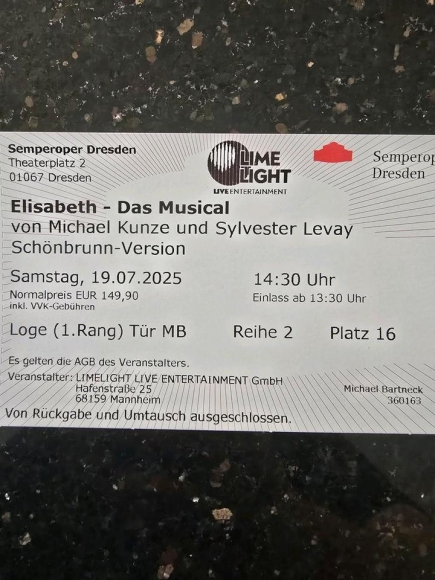 Semperoper Dresden
Theaterplatz 2
01067 Dresden
LIME
LIGHT
LIVE ENTERTAINMENT
Semperop
Dresden
Elisabeth - Das Musical
von Michael Kunze und Sylvester Levay
Schönbrunn-Version
Samstag, 19.07.2025 14:30 Uhr
Normalpreis EUR 149,90 Einlass ab 13:30 Uhr
inkl. VVK-Gebühren
Loge (1.Rang) Tür MB Reihe 2 Platz 16
Es gelten die AGB des Veranstalters.
Veranstalter: LIMELIGHT LIVE ENTERTAINMENT GmbH
Hafenstraße 25 Michael Bartneck
68159 Mannheim 360163
Von Rückgabe und Umtausch ausgeschlossen.